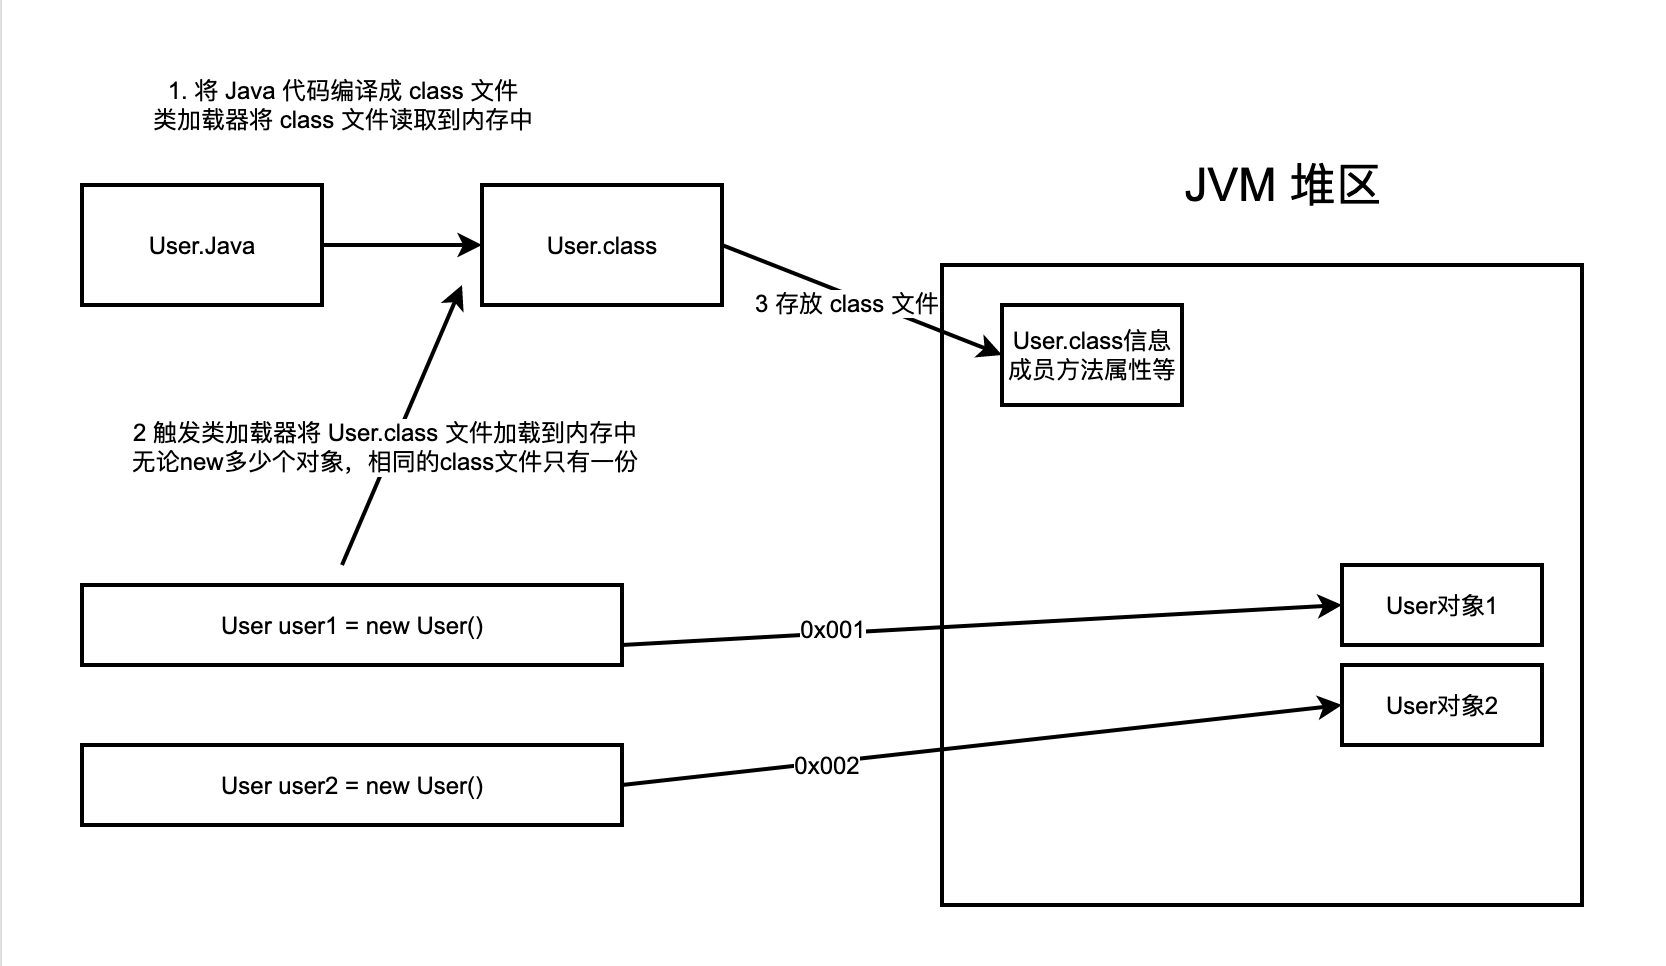 1. 将 Java 代码编译成 class 文件
类加载器将 class 文件读取到内存中
JVM 堆区
User.Java
User.class
3 存放 class 文件
User.class信息
成员方法属性等
2 触发类加载器将 User.class 文件加载到内存中
无论new多少个对象，相同的class文件只有一份
User user1 = new User()
0x001
User对象1
User对象2
0x002
User user2 = new User()